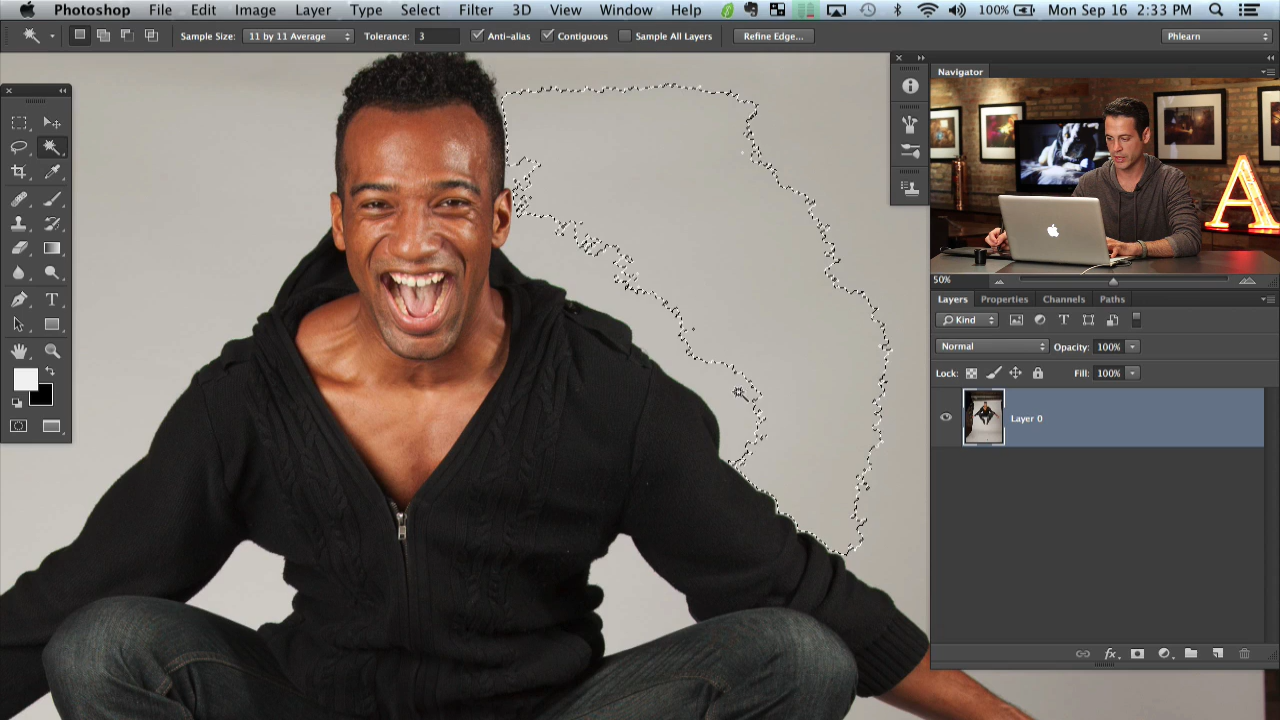 Photoshop File Edit Image Layer Type Select Filter 3D View Window Help 100% Mon Sep 16 2:33 PM
Sample Size: 11 by 11 Average Tolerance: 3 Anti-alias Contiguous Sample All Layers Refine Edge... Phlearn
Navigator
A
50%
Layers Properties Channels Paths
Kind T
Normal Opacity: 100%
Lock: Fill: 100%
Layer 0
fx
T